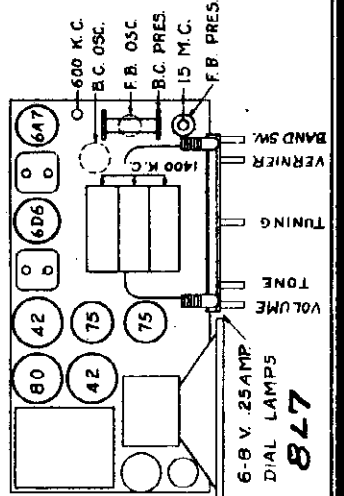 600 K.C.
B.C. OSC.
F.B. OSC.
B.C. PRES.
15 M.C.
F.B. PRES.
6A7
6D6
42
80
75
42
75
1400 K.C.
BAND SW.
VERNIER
TUNING
TONE
VOLUME
6-8 V. .25 AMP.
DIAL LAMPS